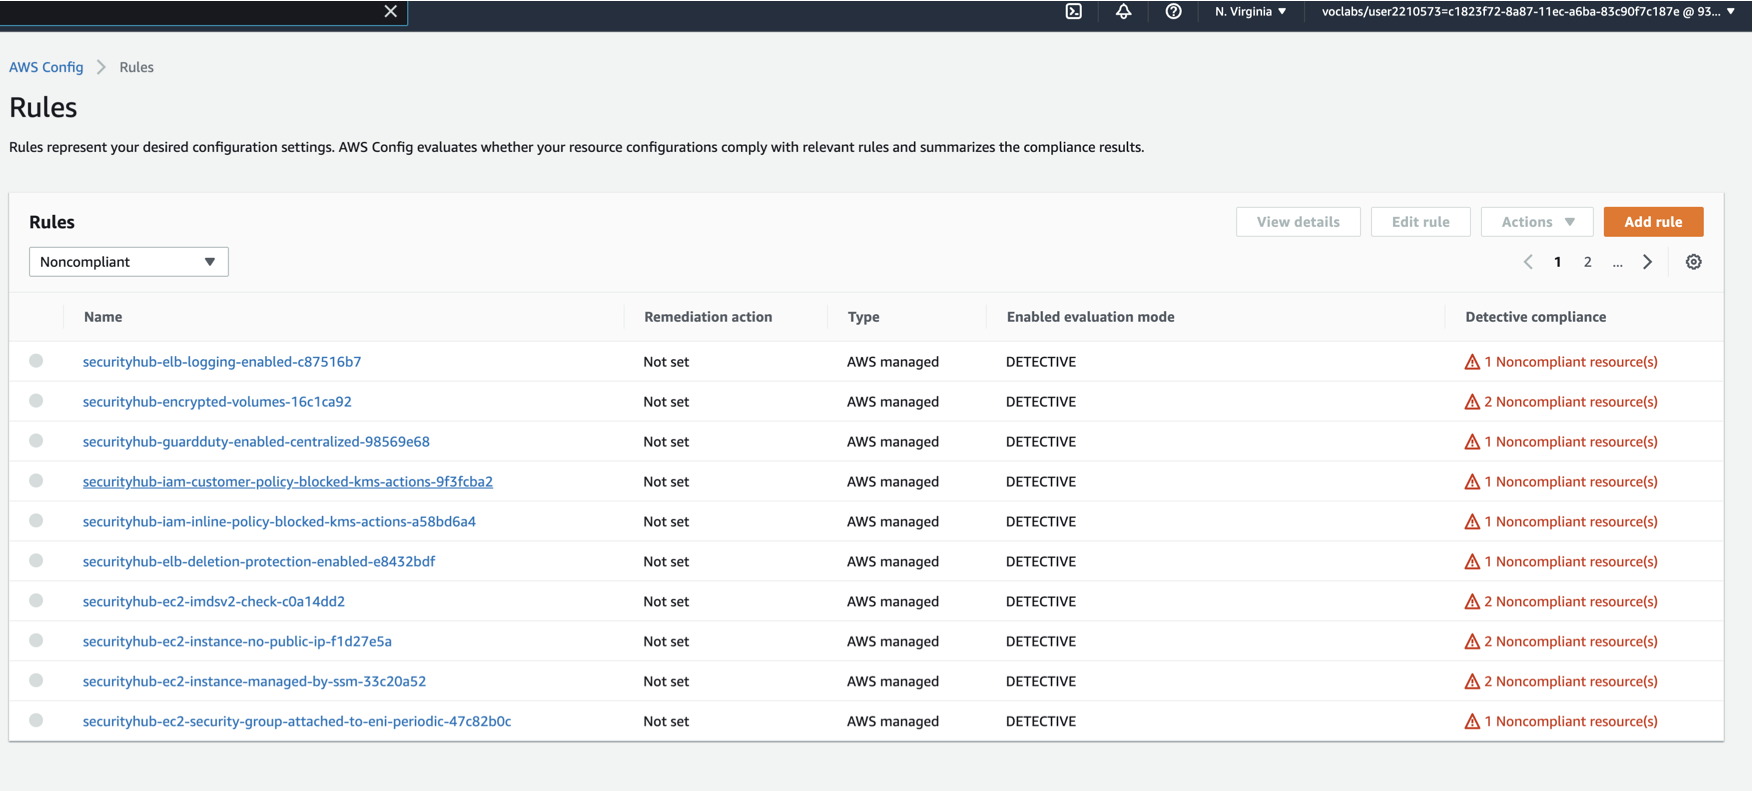 N. Virginia voclabs/user2210573=c1823f72-8a87-11ec-a6ba-83c90f7c187e @ 93...
AWS Config Rules
Rules
Rules represent your desired configuration settings. AWS Config evaluates whether your resource configurations comply with relevant rules and summarizes the compliance results.
Rules View details Edit rule Actions Add rule
Noncompliant 1 2 ...
Name Remediation action Type Enabled evaluation mode Detective compliance
securityhub-elb-logging-enabled-c87516b7 Not set AWS managed DETECTIVE 1 Noncompliant resource(s)
securityhub-encrypted-volumes-16c1ca92 Not set AWS managed DETECTIVE 2 Noncompliant resource(s)
securityhub-guardduty-enabled-centralized-98569e68 Not set AWS managed DETECTIVE 1 Noncompliant resource(s)
securityhub-iam-customer-policy-blocked-kms-actions-9f3fcba2 Not set AWS managed DETECTIVE 1 Noncompliant resource(s)
securityhub-iam-inline-policy-blocked-kms-actions-a58bd6a4 Not set AWS managed DETECTIVE 1 Noncompliant resource(s)
securityhub-elb-deletion-protection-enabled-e8432bdf Not set AWS managed DETECTIVE 1 Noncompliant resource(s)
securityhub-ec2-imdsv2-check-c0a14dd2 Not set AWS managed DETECTIVE 2 Noncompliant resource(s)
securityhub-ec2-instance-no-public-ip-f1d27e5a Not set AWS managed DETECTIVE 2 Noncompliant resource(s)
securityhub-ec2-instance-managed-by-ssm-33c20a52 Not set AWS managed DETECTIVE 2 Noncompliant resource(s)
securityhub-ec2-security-group-attached-to-eni-periodic-47c82b0c Not set AWS managed DETECTIVE 1 Noncompliant resource(s)